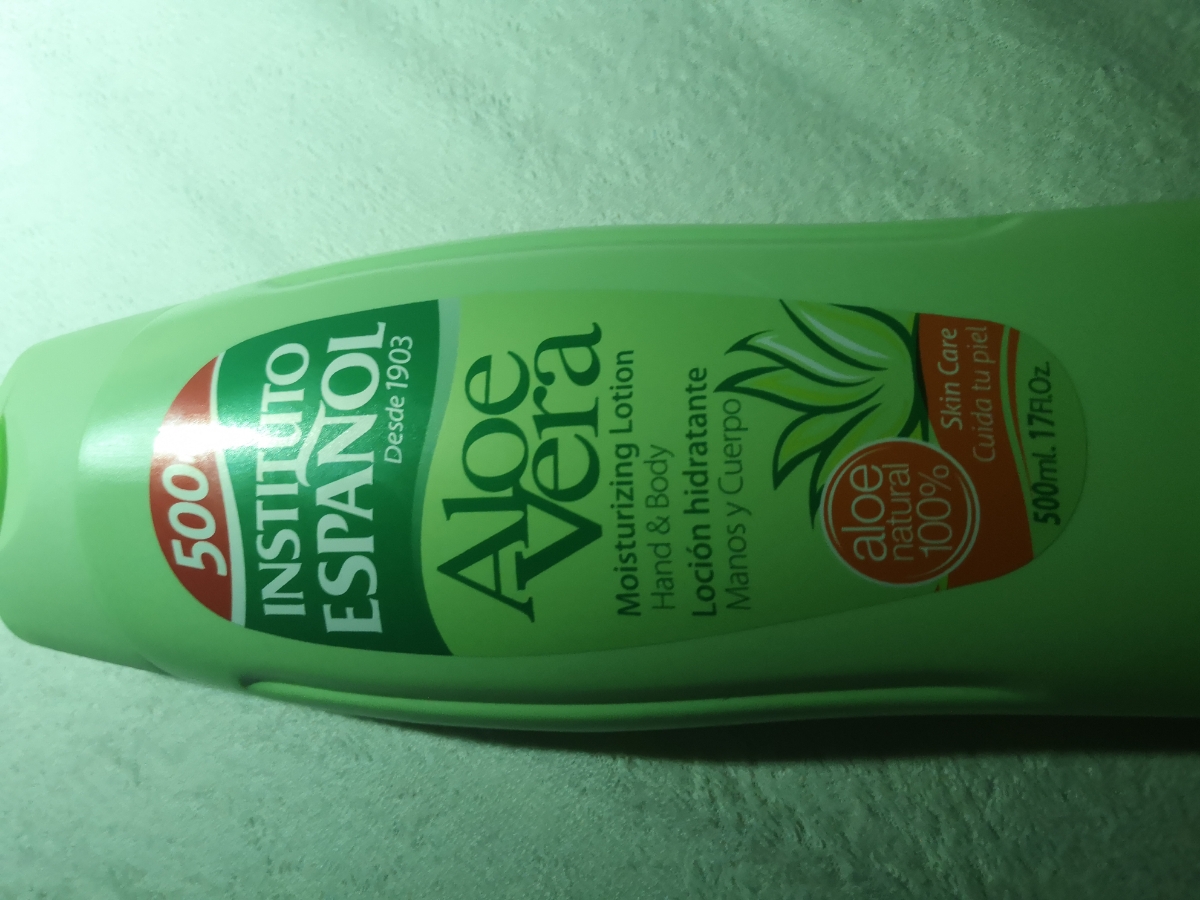 500
INSTITUTO
ESPAÑOL
Desde 1903
Aloe
Vera
Moisturizing Lotion
Hand & Body
Loción hidratante
Manos y Cuerpo
aloe
natural
100%
Skin Care
Cuida tu piel
500ml. 17Fl.Oz.